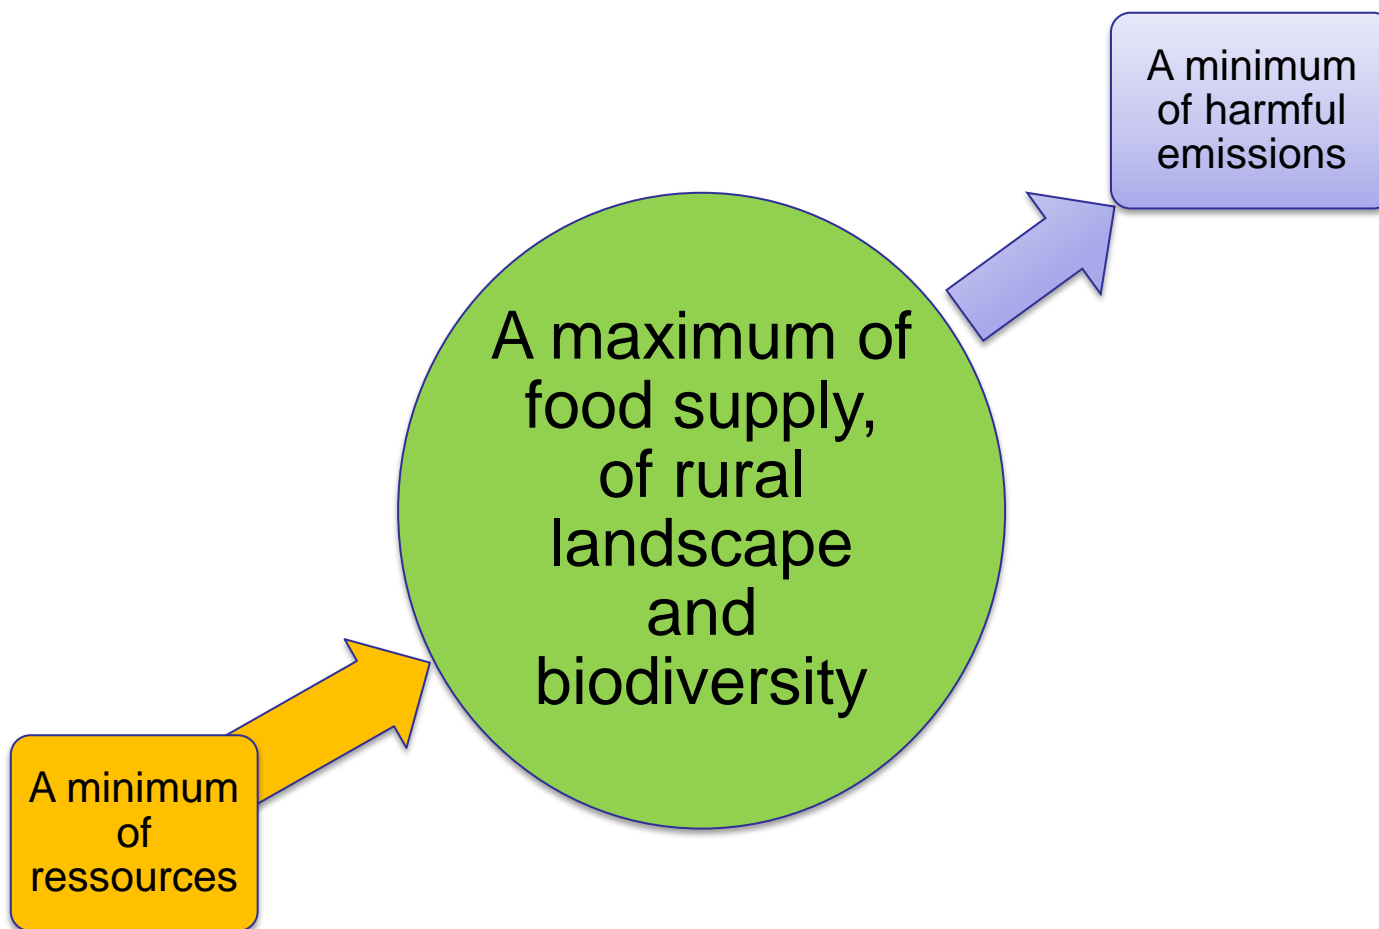 A minimum
of harmful
emissions
A maximum of
food supply,
of rural
landscape
and
biodiversity
A minimum
of
ressources